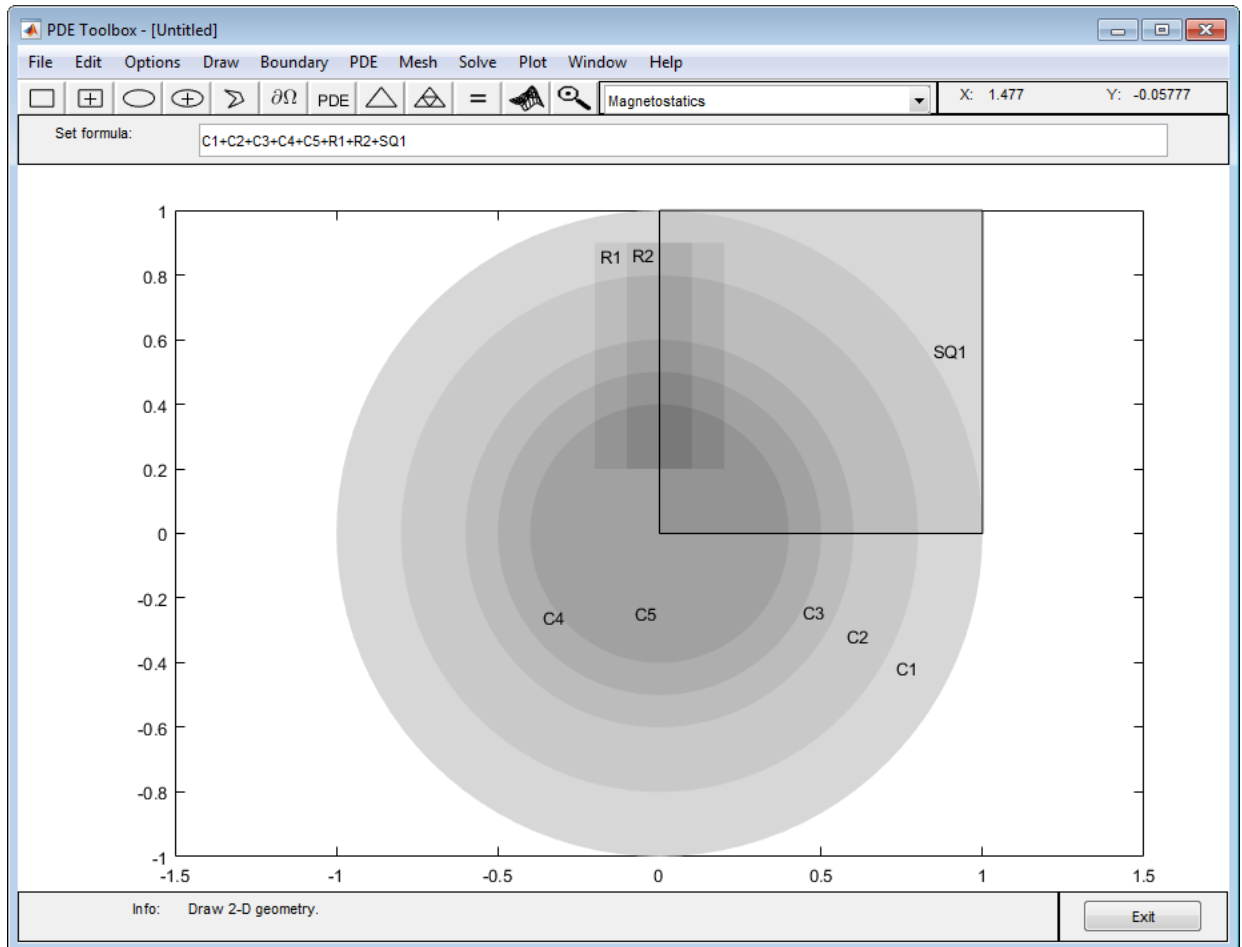 PDE Toolbox - [Untitled]
File Edit Options Draw Boundary PDE Mesh Solve Plot Window Help
∂Ω PDE = Magnetostatics X: 1.477 Y: -0.05777
Set formula: C1+C2+C3+C4+C5+R1+R2+SQ1
1
R1 R2
0.8
0.6
SQ1
0.4
0.2
0
-0.2
C4 C5 C3
C2
-0.4
C1
-0.6
-0.8
-1
-1.5 -1 -0.5 0 0.5 1 1.5
Info: Draw 2-D geometry.
Exit